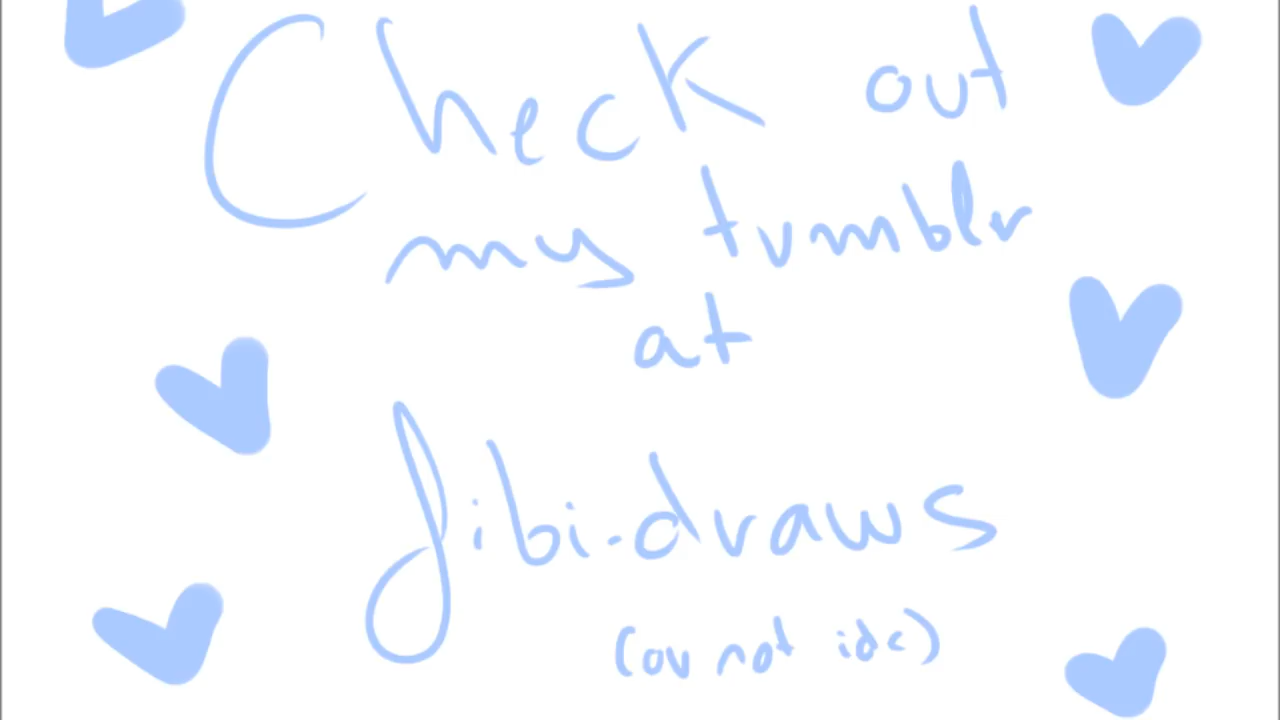 Check out
my tumblr
at
Jibi-draws
(or not idc)